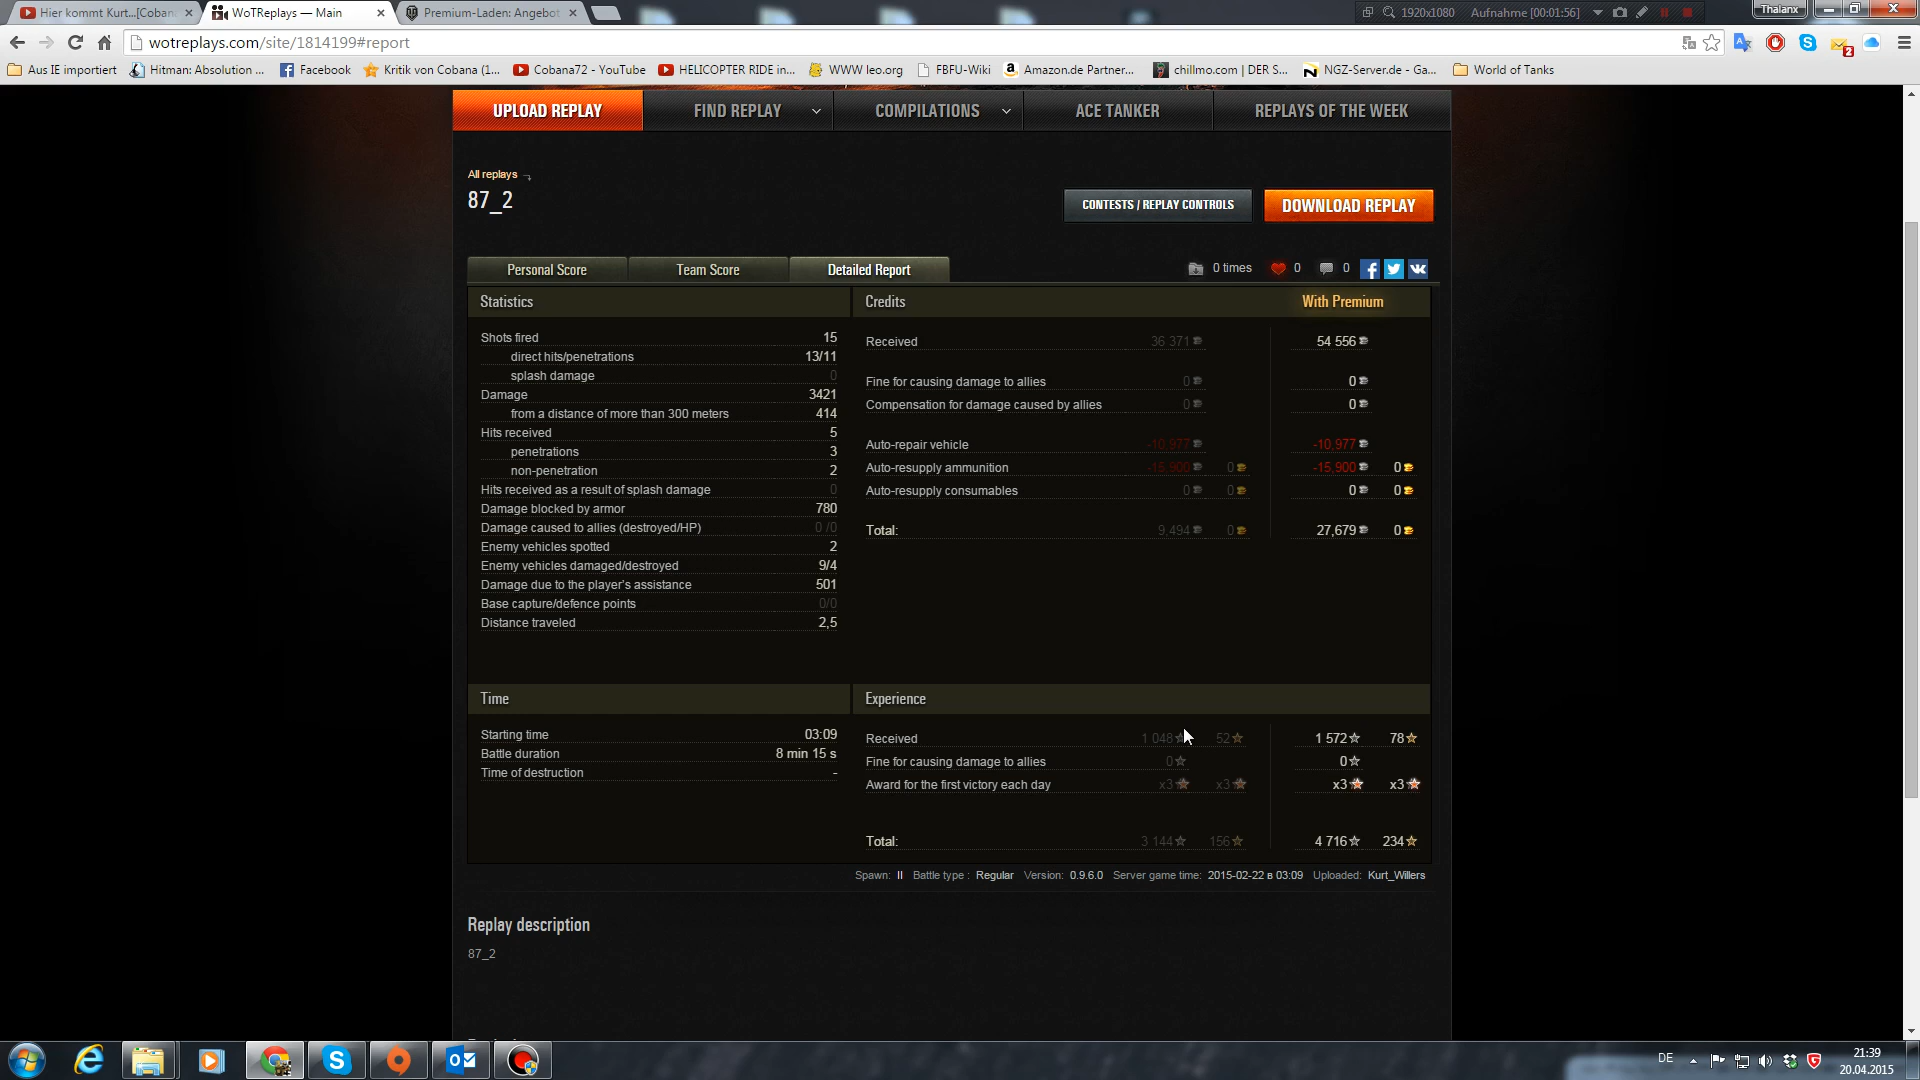 Hier kommt Kurt...[Cobana
WoTReplays — Main
Premium-Laden: Angebot
1920x1080
Aufnahme [00:01:56]
Thalanx
wotreplays.com/site/1814199#report
2
Aus IE importiert
Hitman: Absolution ...
Facebook
Kritik von Cobana (1...
Cobana72 - YouTube
HELICOPTER RIDE in...
WWW leo.org
FBFU-Wiki
Amazon.de Partner...
chillmo.com | DER S...
NGZ-Server.de - Ga...
World of Tanks
UPLOAD REPLAY
FIND REPLAY
COMPILATIONS
ACE TANKER
REPLAYS OF THE WEEK
All replays
87_2
CONTESTS / REPLAY CONTROLS
DOWNLOAD REPLAY
Personal Score
Team Score
Detailed Report
0 times
0
0
Statistics
Shots fired 15
direct hits/penetrations 13/11
splash damage 0
Damage 3421
from a distance of more than 300 meters 414
Hits received 5
penetrations 3
non-penetration 2
Hits received as a result of splash damage 0
Damage blocked by armor 780
Damage caused to allies (destroyed/HP) 0 /0
Enemy vehicles spotted 2
Enemy vehicles damaged/destroyed 9/4
Damage due to the player's assistance 501
Base capture/defence points 0/0
Distance traveled 2,5
Credits With Premium
Received 36 371 54 556
Fine for causing damage to allies 0 0
Compensation for damage caused by allies 0 0
Auto-repair vehicle -10,977 -10,977
Auto-resupply ammunition -15,900 0 -15,900 0
Auto-resupply consumables 0 0 0 0
Total: 9,494 0 27,679 0
Time
Starting time 03:09
Battle duration 8 min 15 s
Time of destruction -
Experience
Received 1 048 52 1 572 78
Fine for causing damage to allies 0 0
Award for the first victory each day x3 x3 x3 x3
Total: 3 144 156 4 716 234
Spawn: II Battle type : Regular Version: 0.9.6.0 Server game time: 2015-02-22 в 03:09 Uploaded: Kurt_Willers
Replay description
87_2
DE
21:39
20.04.2015